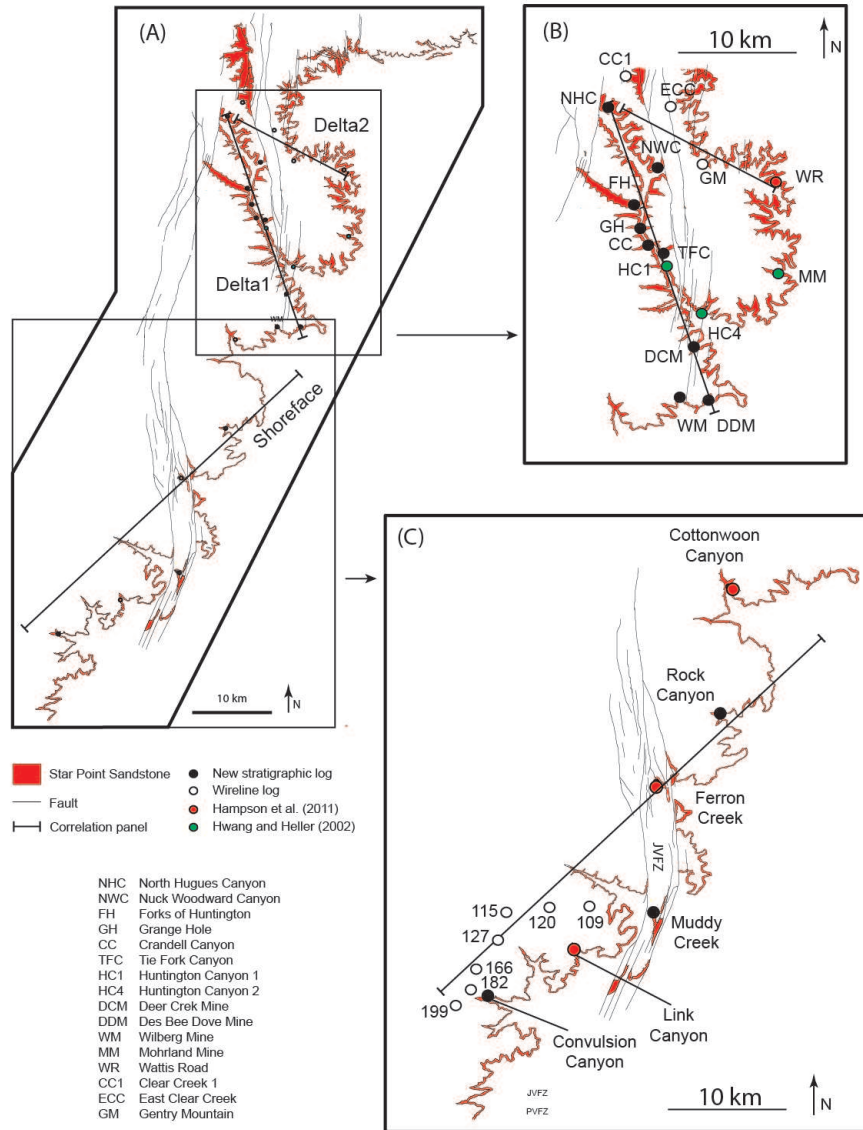 (A)
Delta2
Delta1
WM
Shoreface
10 km
N
(B)
10 km
N
CC1
ECC
NHC
NWC
GM
WR
FH
GH
CC
TFC
HC1
MM
HC4
DCM
WM
DDM
(C)
Cottonwoon
Canyon
Rock
Canyon
Ferron
Creek
JVFZ
115
120
109
Muddy
Creek
127
166
182
199
Link
Canyon
Convulsion
Canyon
JVFZ
PVFZ
10 km
N
Star Point Sandstone
Fault
Correlation panel
New stratigraphic log
Wireline log
Hampson et al. (2011)
Hwang and Heller (2002)
NHC North Hugues Canyon
NWC Nuck Woodward Canyon
FH Forks of Huntington
GH Grange Hole
CC Crandell Canyon
TFC Tie Fork Canyon
HC1 Huntington Canyon 1
HC4 Huntington Canyon 2
DCM Deer Crek Mine
DDM Des Bee Dove Mine
WM Wilberg Mine
MM Mohrland Mine
WR Wattis Road
CC1 Clear Creek 1
ECC East Clear Creek
GM Gentry Mountain